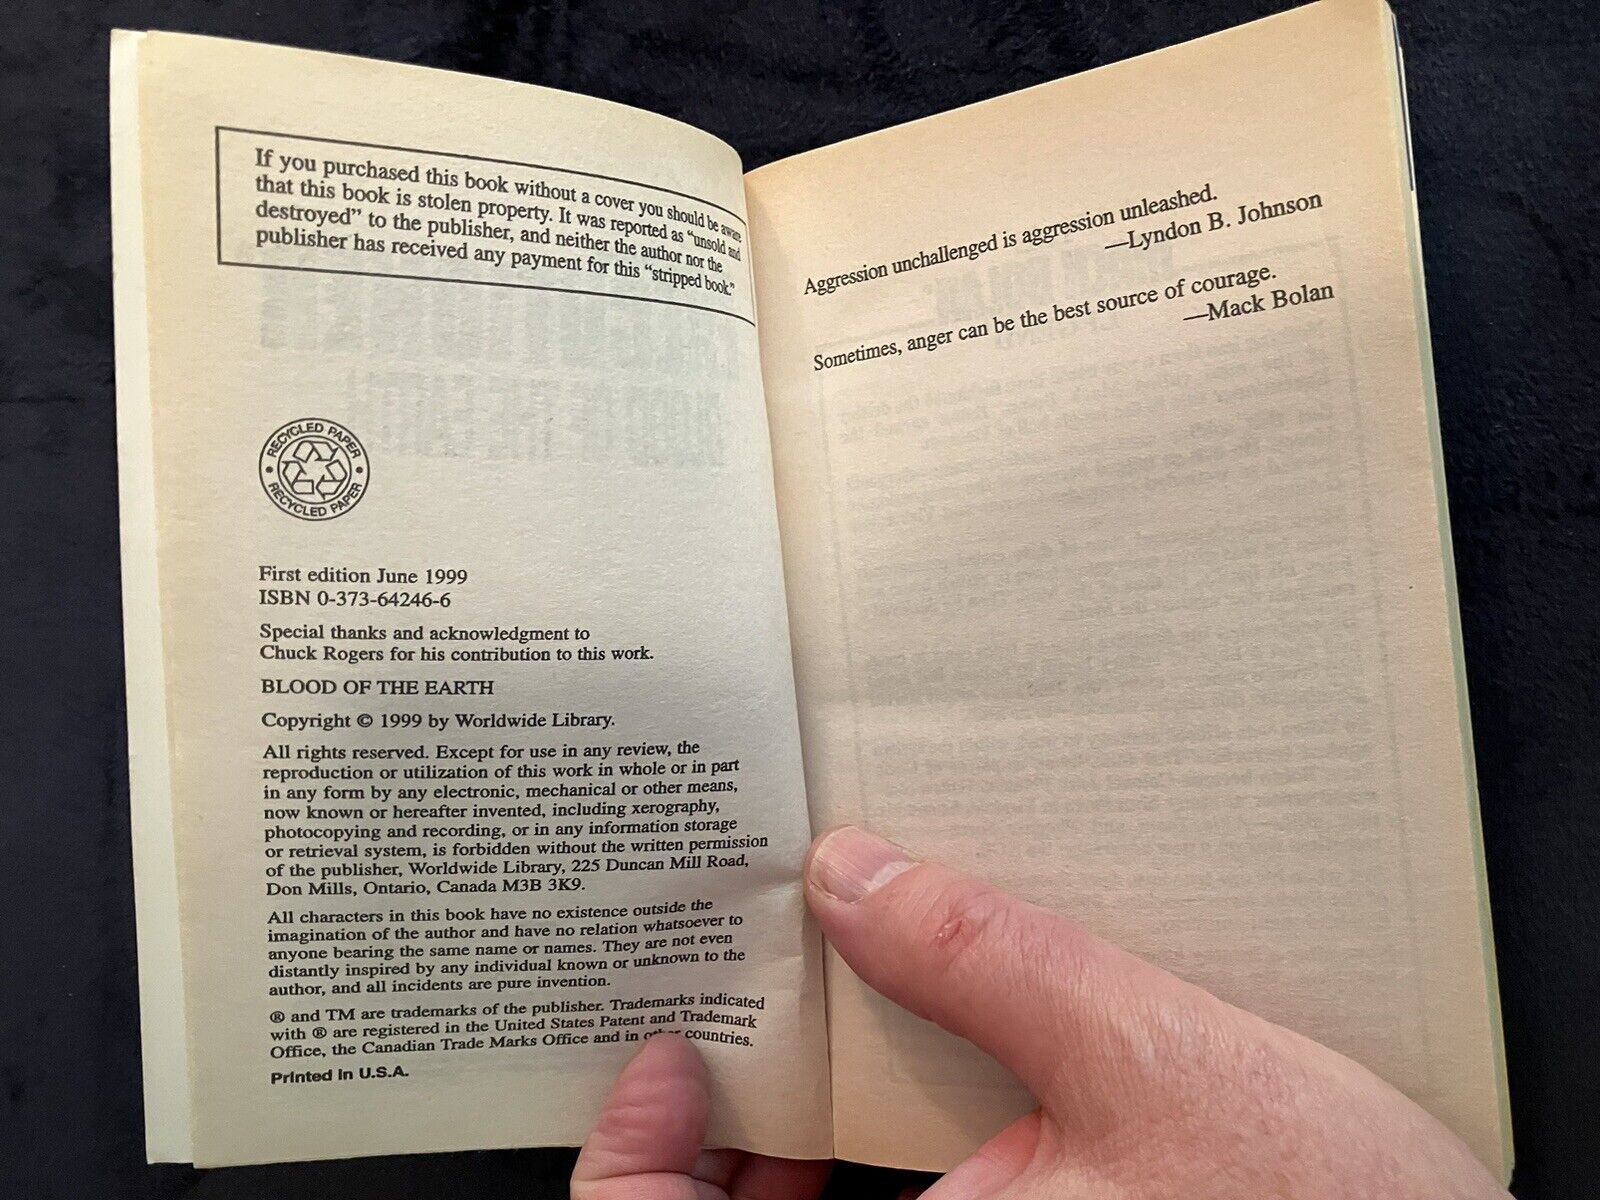 If you purchased this book without a cover you should be aware
that this book is stolen property. It was reported as “unsold and
destroyed” to the publisher, and neither the author nor the
publisher has received any payment for this “stripped book.”
RECYCLED PAPER
RECYCLED PAPER
First edition June 1999
ISBN 0-373-64246-6
Special thanks and acknowledgment to
Chuck Rogers for his contribution to this work.
BLOOD OF THE EARTH
Copyright © 1999 by Worldwide Library.
All rights reserved. Except for use in any review, the
reproduction or utilization of this work in whole or in part
in any form by any electronic, mechanical or other means,
now known or hereafter invented, including xerography,
photocopying and recording, or in any information storage
or retrieval system, is forbidden without the written permission
of the publisher, Worldwide Library, 225 Duncan Mill Road,
Don Mills, Ontario, Canada M3B 3K9.
All characters in this book have no existence outside the
imagination of the author and have no relation whatsoever to
anyone bearing the same name or names. They are not even
distantly inspired by any individual known or unknown to the
author, and all incidents are pure invention.
® and TM are trademarks of the publisher. Trademarks indicated
with ® are registered in the United States Patent and Trademark
Office, the Canadian Trade Marks Office and in other countries.
Printed in U.S.A.
Aggression unchallenged is aggression unleashed.
—Lyndon B. Johnson
Sometimes, anger can be the best source of courage.
—Mack Bolan